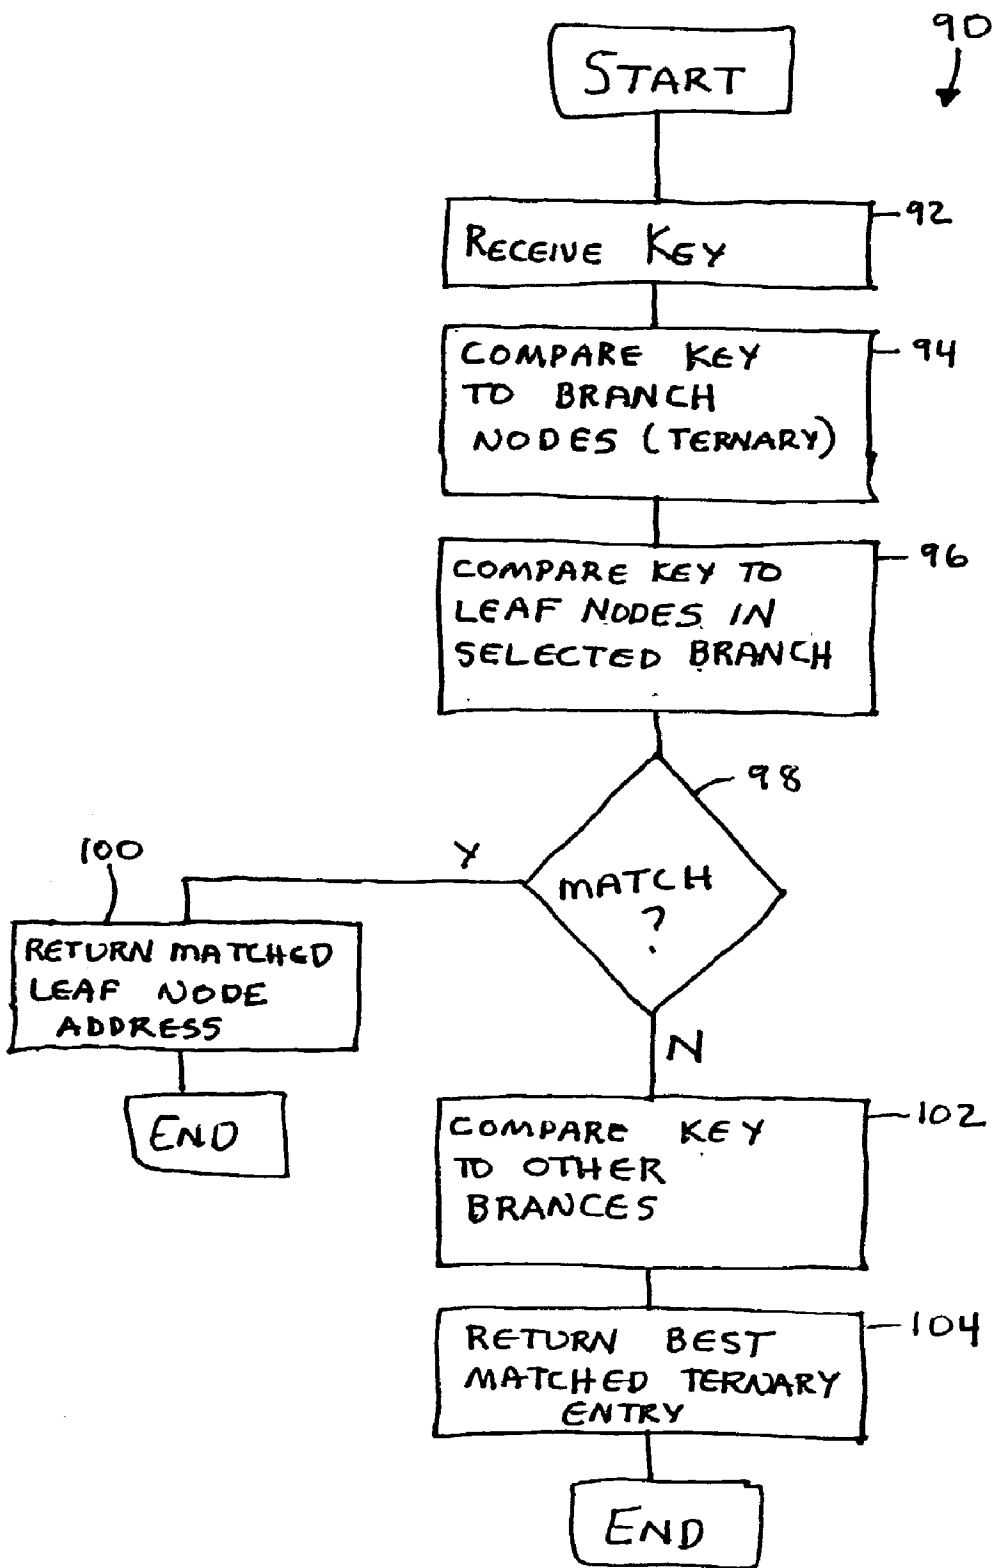 90
START
92
RECEIVE KEY
94
COMPARE KEY
TO BRANCH
NODES (TERNARY)
96
COMPARE KEY TO
LEAF NODES IN
SELECTED BRANCH
98
MATCH
?
Y
100
RETURN MATCHED
LEAF NODE
ADDRESS
END
N
102
COMPARE KEY
TO OTHER
BRANCES
104
RETURN BEST
MATCHED TERNARY
ENTRY
END